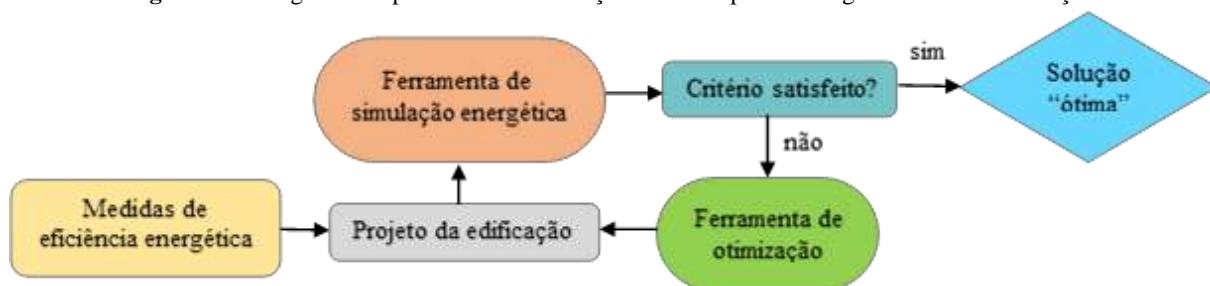 Ferramenta de
simulação energética
Critério satisfeito?
sim
Solução
“ótima”
não
Medidas de
eficiência energética
Projeto da edificação
Ferramenta de
otimização